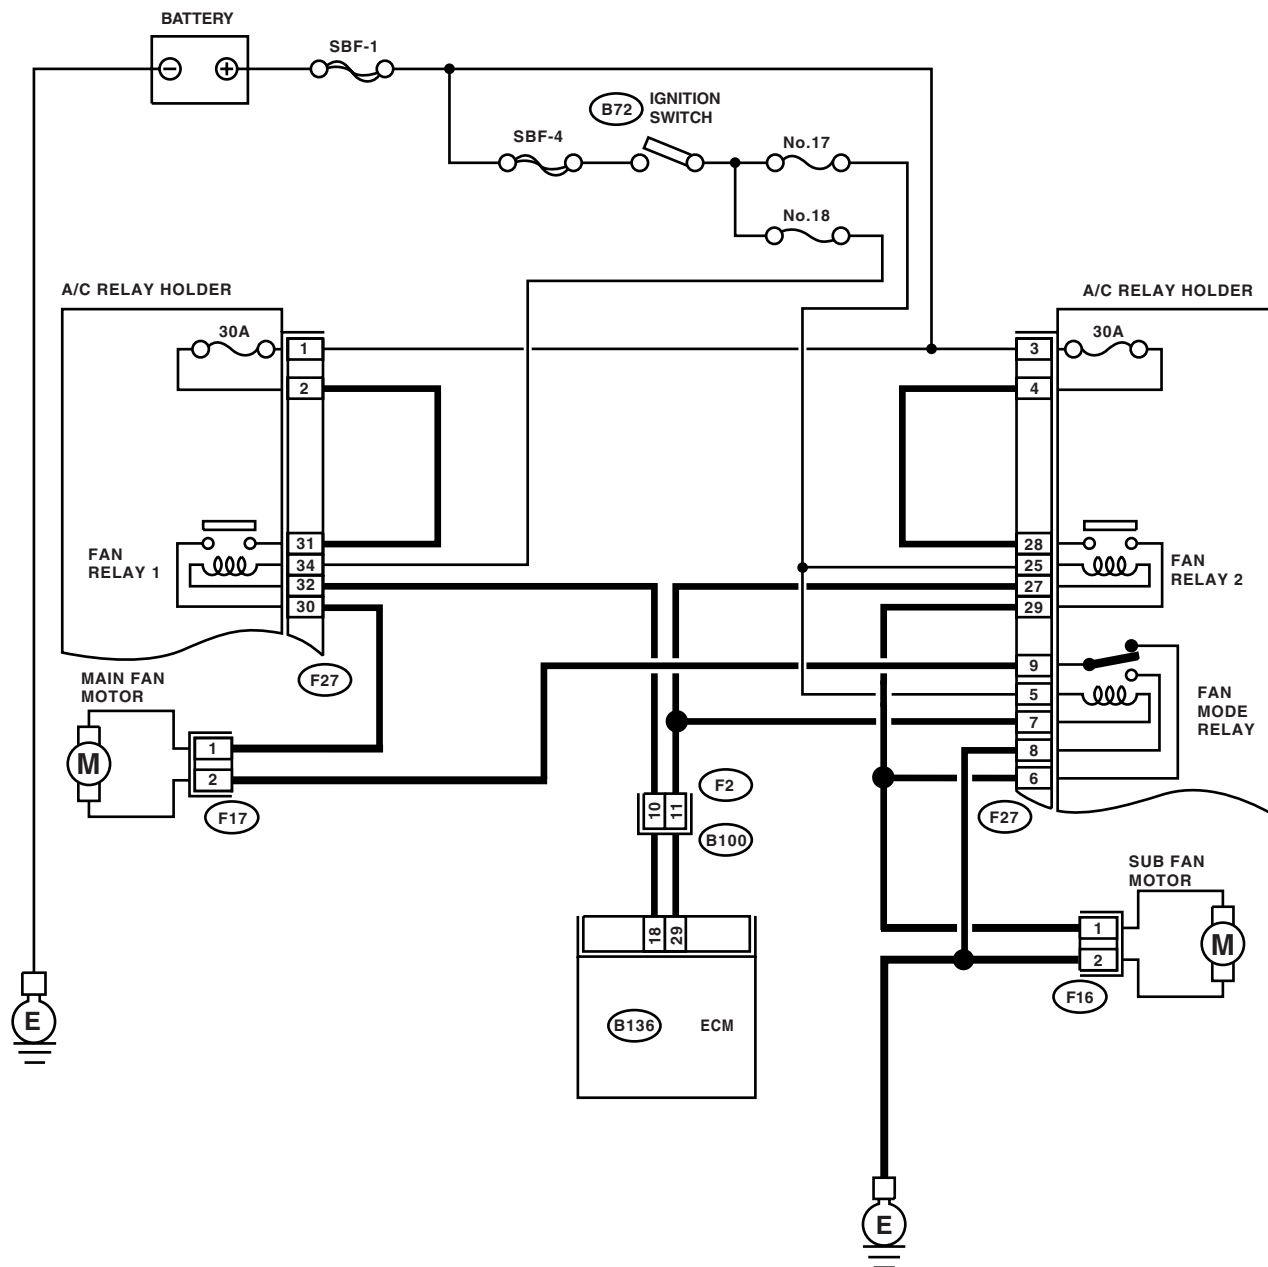 BATTERY
SBF-1
B72
IGNITION
SWITCH
SBF-4
No.17
No.18
A/C RELAY HOLDER
A/C RELAY HOLDER
30A
1
2
3
30A
4
31
34
32
30
FAN
RELAY 1
28
25
27
29
FAN
RELAY 2
F27
MAIN FAN
MOTOR
M
1
2
F17
9
5
7
8
6
FAN
MODE
RELAY
F27
F2
10
11
B100
SUB FAN
MOTOR
1
2
M
F16
18
29
B136
ECM
E
E